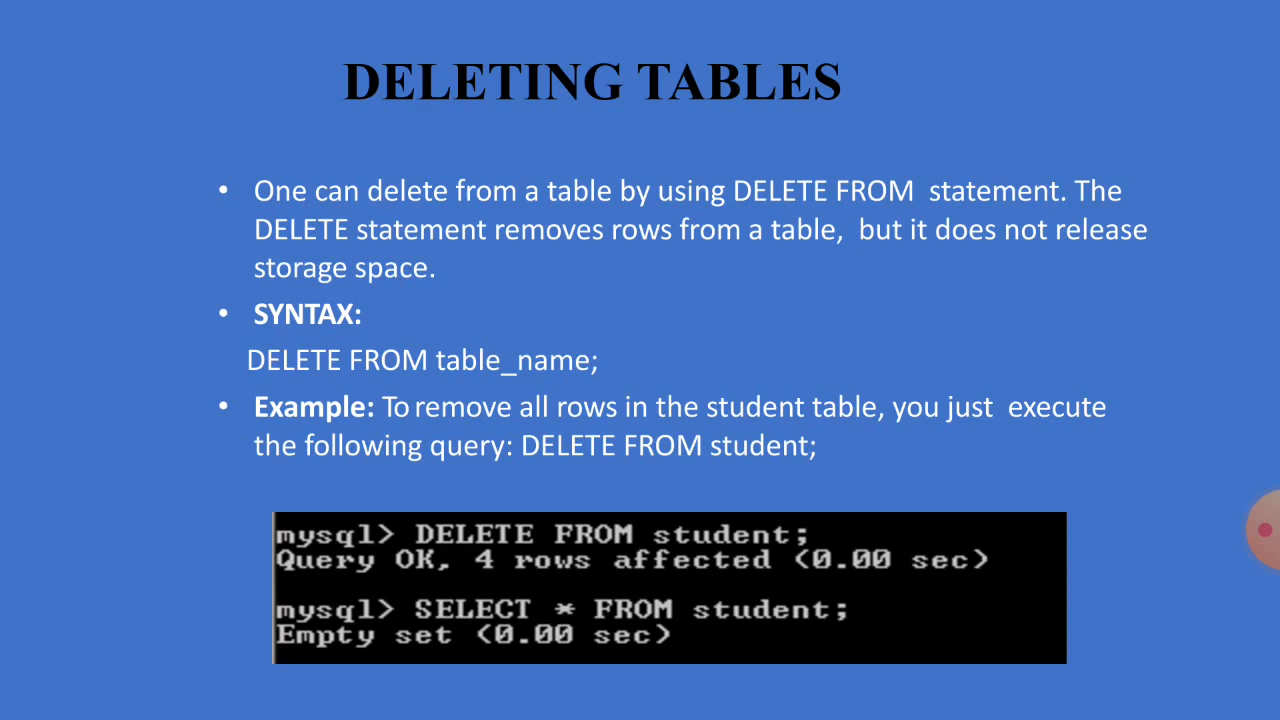 DELETING TABLES
• One can delete from a table by using DELETE FROM statement. The
DELETE statement removes rows from a table, but it does not release
storage space.
• SYNTAX:
DELETE FROM table_name;
• Example: To remove all rows in the student table, you just execute
the following query: DELETE FROM student;
mysql> DELETE FROM student;
Query OK, 4 rows affected (0.00 sec)
mysql> SELECT * FROM student;
Empty set (0.00 sec)